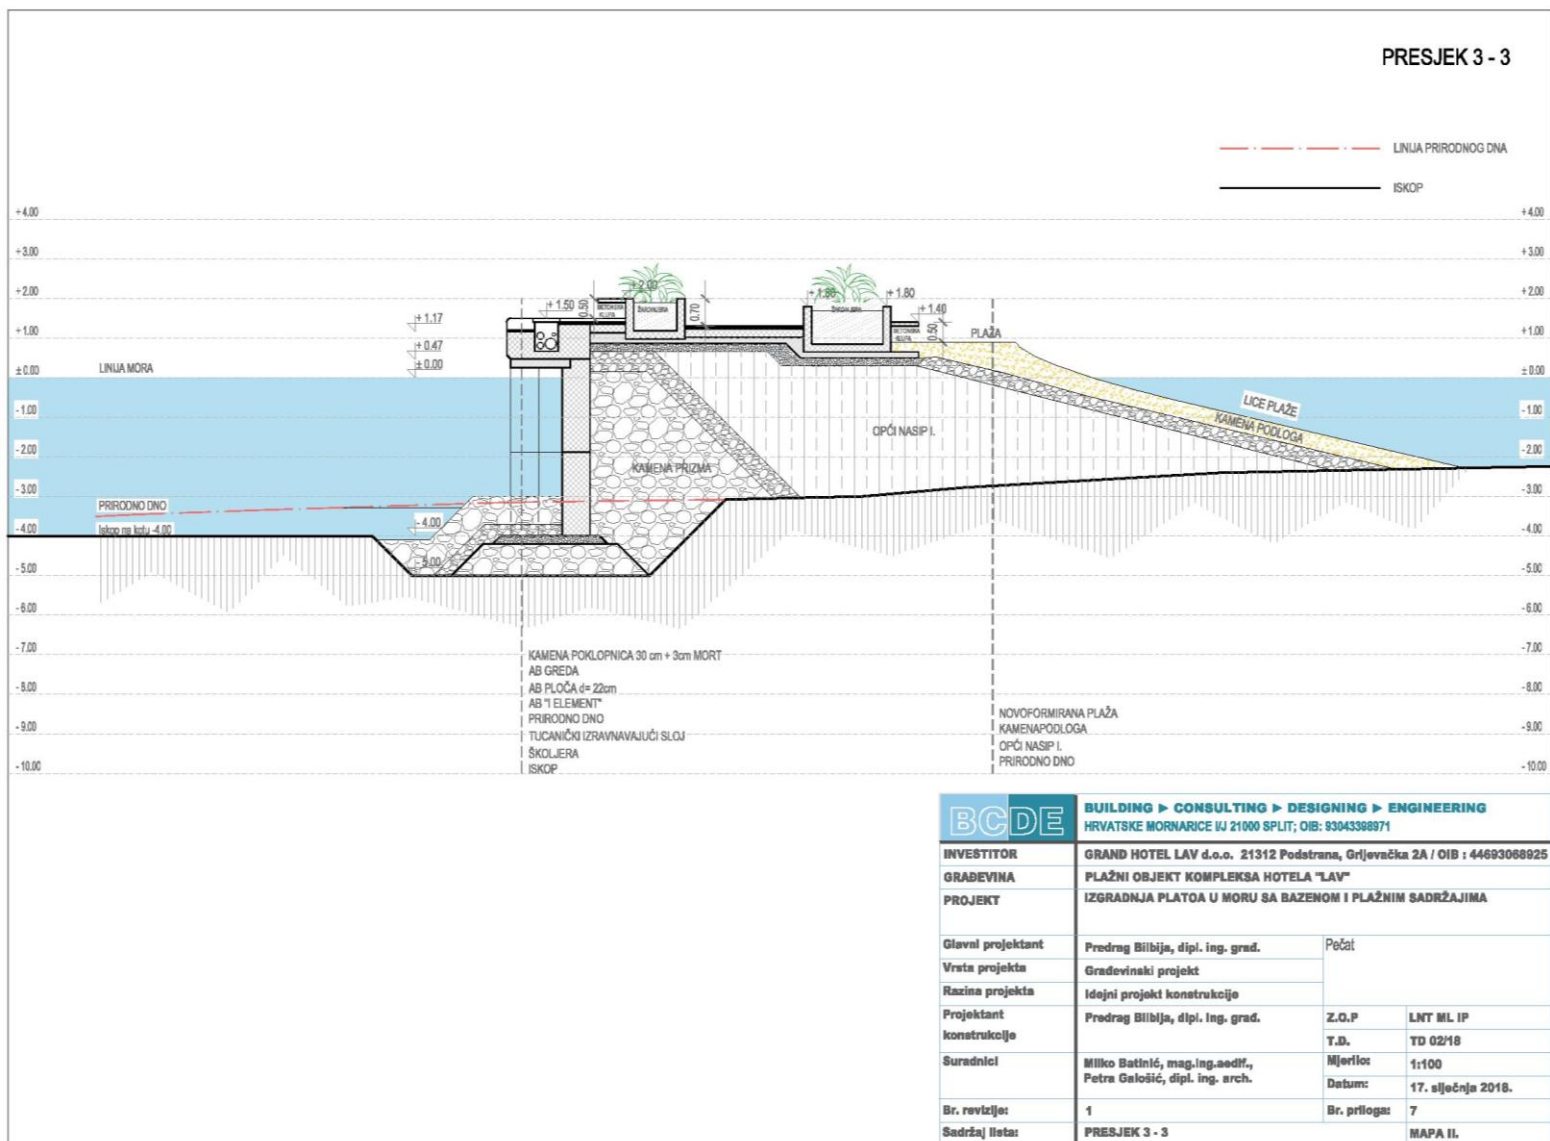 PRESJEK 3 - 3
LINIJA PRIRODNOG DNA
ISKOP
+4.00
+4.00
+3.00
+3.00
+2.00
+2.00
+1.00
+1.00
±0.00
±0.00
-1.00
-1.00
-2.00
-2.00
-3.00
-3.00
-4.00
-4.00
-5.00
-5.00
-6.00
-6.00
-7.00
-7.00
-8.00
-8.00
-9.00
-9.00
-10.00
-10.00
+1.17
+0.47
±0.00
LINIJA MORA
+1.50
0.50
+2.00
BETONSKA
KLUPA
ŽARDINJERA
0.70
+1.80
+1.80
ŽARDINJERA
+1.40
BETONSKA
KLUPA
0.50
PLAŽA
LICE PLAŽE
KAMENA PODLOGA
OPĆI NASIP I.
KAMENA PRIZMA
PRIRODNO DNO
Iskop na kotu -4.00
-4.00
-5.00
KAMENA POKLOPNICA 30 cm + 3cm MORT
AB GREDA
AB PLOČA d= 22cm
AB "I ELEMENT"
PRIRODNO DNO
TUCANIČKI IZRAVNAVAJUĆI SLOJ
ŠKOLJERA
ISKOP
NOVOFORMIRANA PLAŽA
KAMENAPODLOGA
OPĆI NASIP I.
PRIRODNO DNO
BCDE
BUILDING ► CONSULTING ► DESIGNING ► ENGINEERING
HRVATSKE MORNARICE I/J 21000 SPLIT; OIB: 93043398971
INVESTITOR GRAND HOTEL LAV d.o.o. 21312 Podstrana, Grljevačka 2A / OIB : 44693068925
GRAĐEVINA PLAŽNI OBJEKT KOMPLEKSA HOTELA "LAV"
PROJEKT IZGRADNJA PLATOA U MORU SA BAZENOM I PLAŽNIM SADRŽAJIMA
Glavni projektant Predrag Bilbija, dipl. ing. grad. Pečat
Vrsta projekta Građevinski projekt
Razina projekta Idejni projekt konstrukcije
Projektant konstrukcije Predrag Bilbija, dipl. ing. grad. Z.O.P LNT ML IP
T.D. TD 02/18
Suradnici Milko Batinić, mag.ing.aedif., Mjerilo: 1:100
Petra Galošić, dipl. ing. arch. Datum: 17. siječnja 2018.
Br. revizije: 1 Br. priloga: 7
Sadržaj lista: PRESJEK 3 - 3 MAPA II.